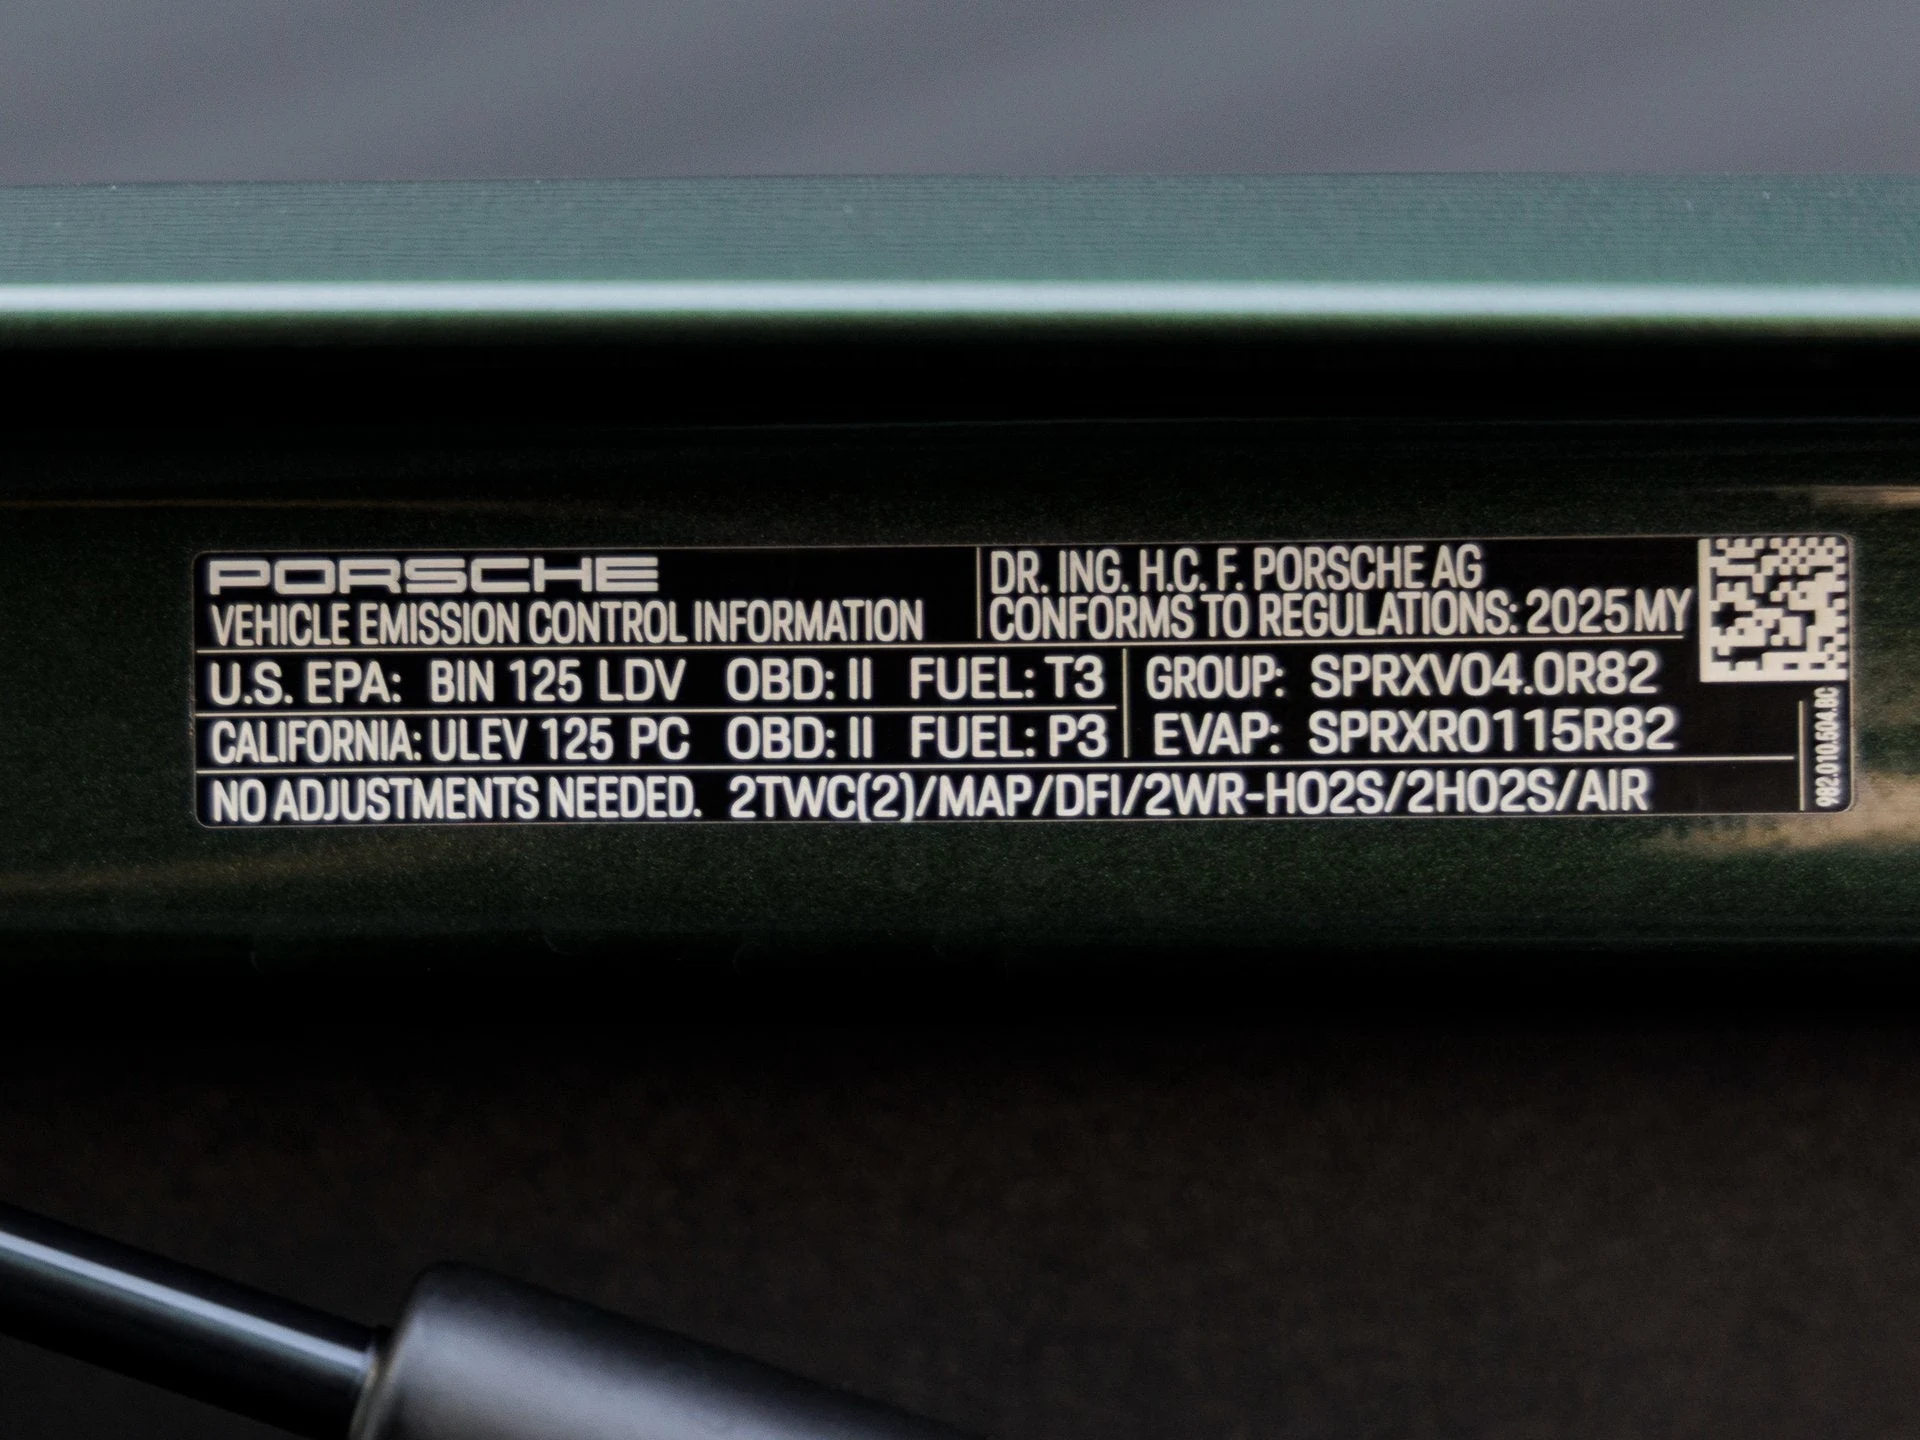 PORSCHE
VEHICLE EMISSION CONTROL INFORMATION
DR. ING. H.C. F. PORSCHE AG
CONFORMS TO REGULATIONS: 2025 MY
U.S. EPA: BIN 125 LDV OBD: II FUEL: T3
CALIFORNIA: ULEV 125 PC OBD: II FUEL: P3
GROUP: SPRXV04.0R82
EVAP: SPRXR0115R82
NO ADJUSTMENTS NEEDED. 2TWC(2)/MAP/DFI/2WR-HO2S/2HO2S/AIR
982.010.604.BC